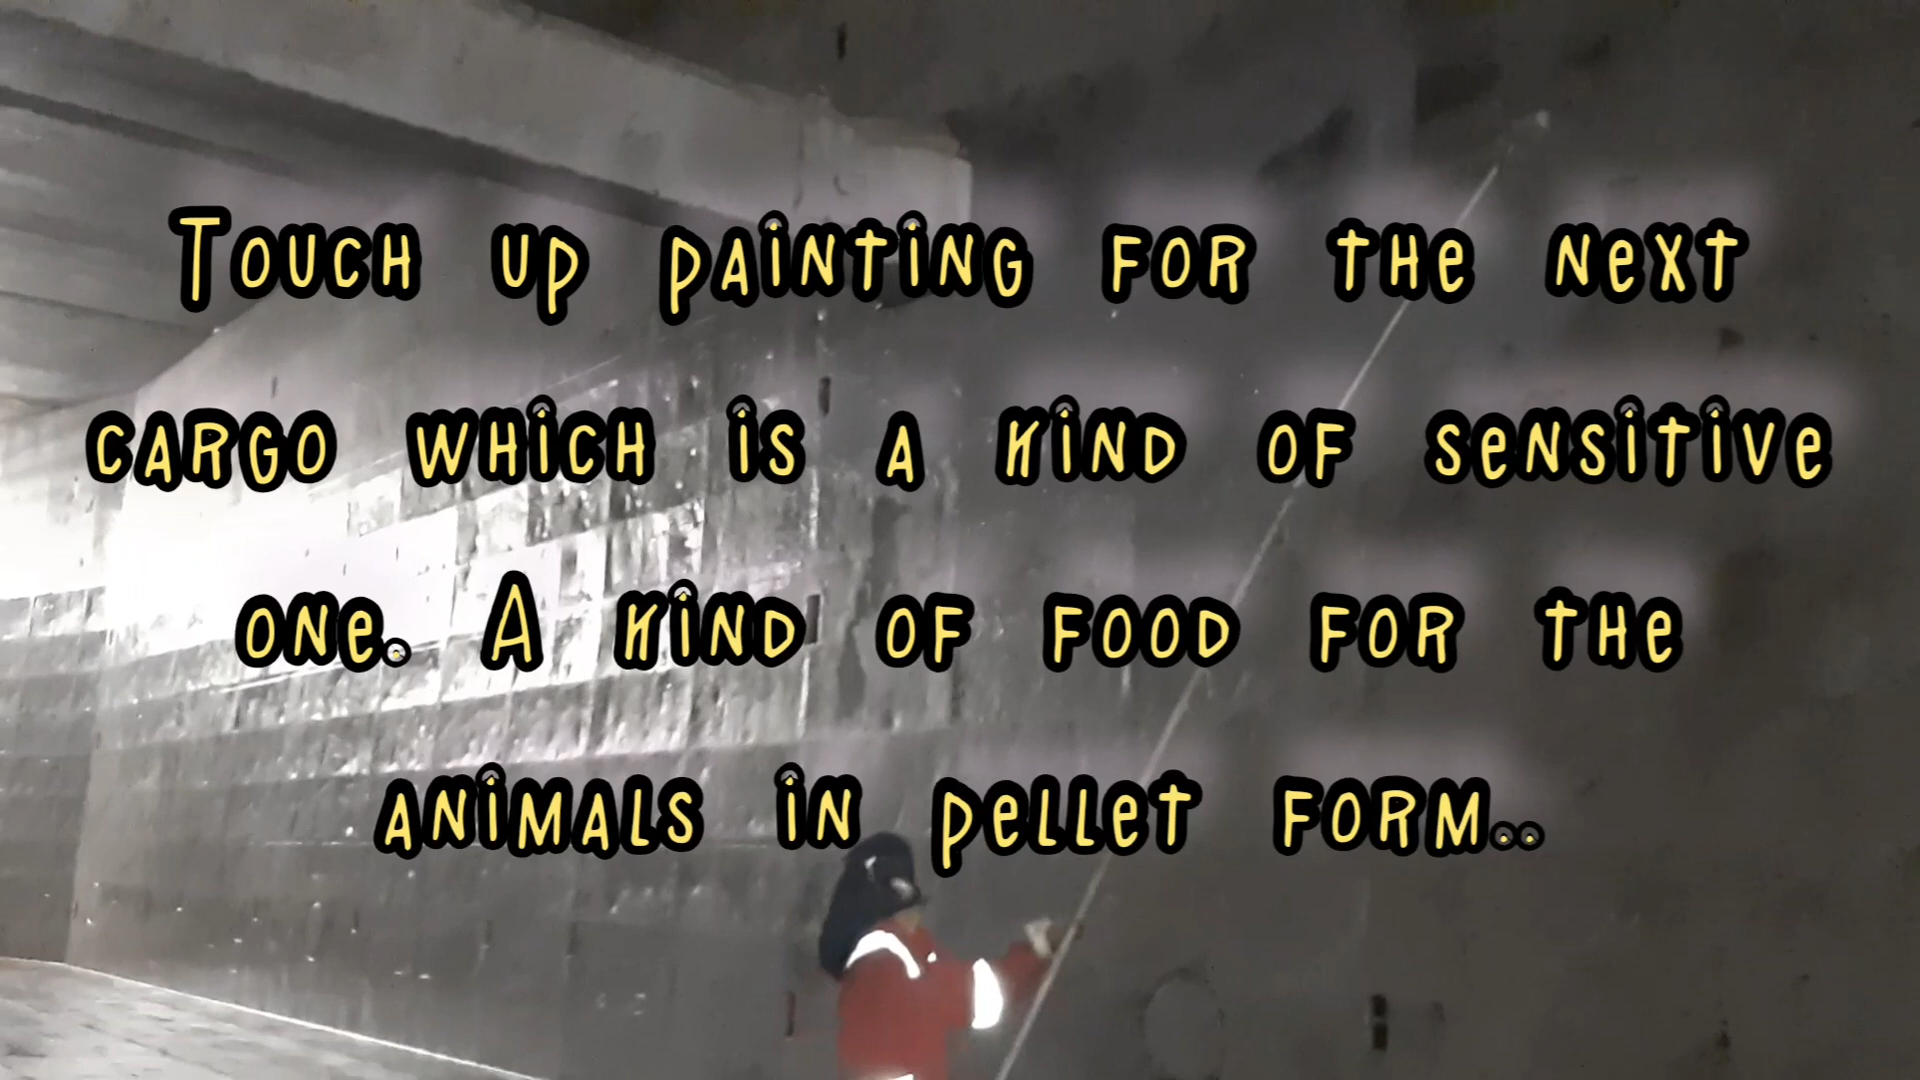 Touch up painting for the next
cargo which is a kind of sensitive
one. A kind of food for the
animals in pellet form..